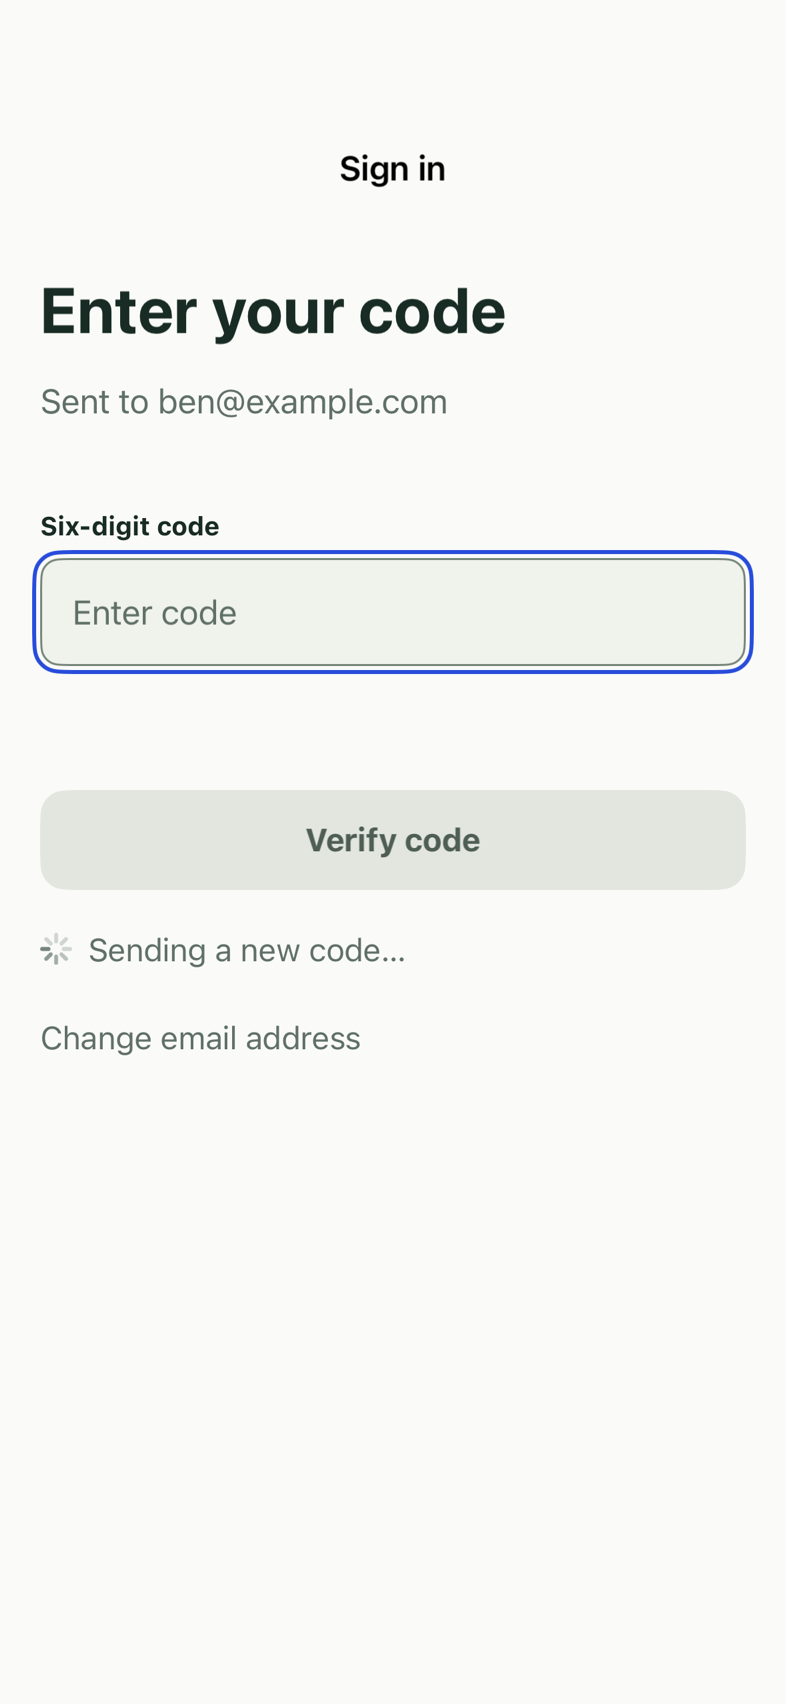 Sign in
Enter your code
Sent to ben@example.com
Six-digit code
Enter code
Verify code
Sending a new code...
Change email address